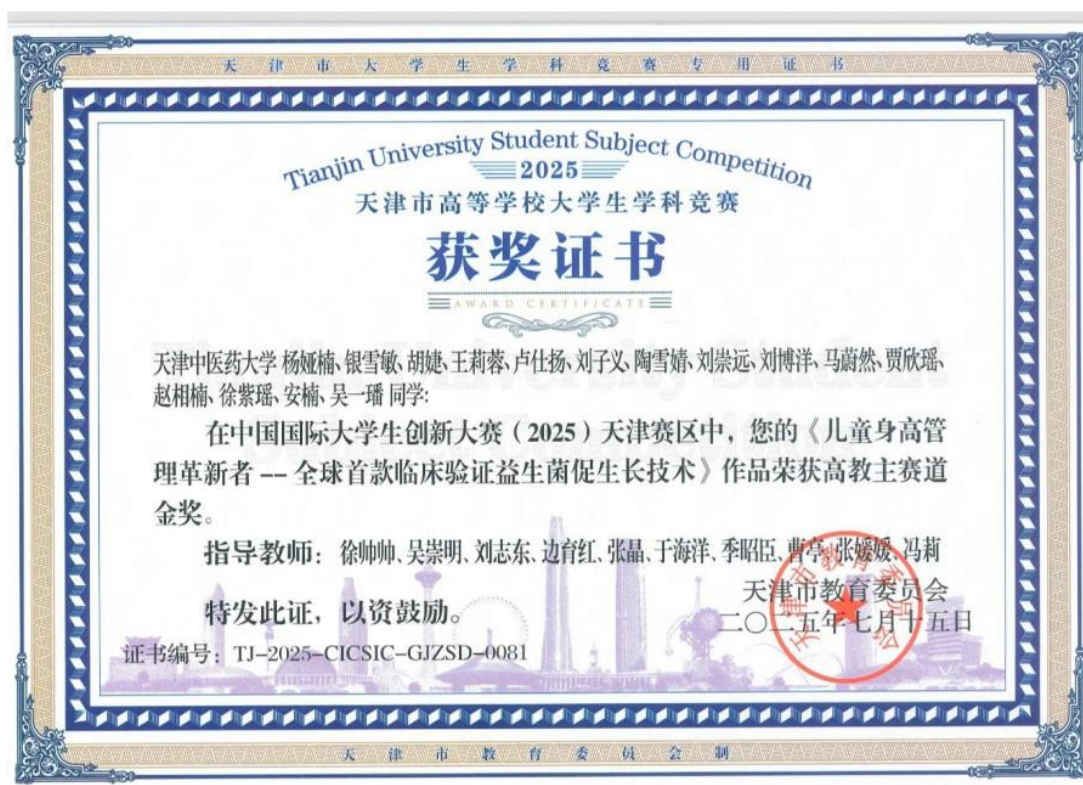 天津市大学生学科竞赛专用证书
Tianjin University Student Subject Competition
2025
天津市高等学校大学生学科竞赛
获奖证书
AWARD CERTIFICATE
天津中医药大学 杨娅楠、银雪敏、胡婕、王莉蓉、卢仕扬、刘子义、陶雪婧、刘崇远、刘博洋、马蔚然、贾欣瑶、
赵相楠、徐紫瑶、安楠、吴一璠 同学:
在中国国际大学生创新大赛（2025）天津赛区中，您的《儿童身高管
理革新者 -- 全球首款临床验证益生菌促生长技术》作品荣获高教主赛道
金奖。
指导教师：徐帅帅、吴崇明、刘志东、边育红、张晶、于海洋、季昭臣、曹亭、张媛媛、冯莉
天津市教育委员会
特发此证，以资鼓励。
二〇二五年七月十五日
证书编号：TJ-2025-CICSIC-GJZSD-0081
天津市教育委员会
天津市教育委员会制